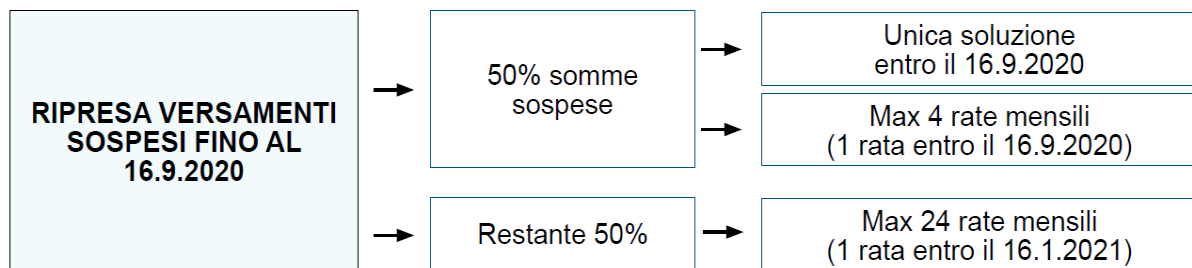 RIPRESA VERSAMENTI
SOSPESI FINO AL
16.9.2020
50% somme
sospese
Unica soluzione
entro il 16.9.2020
Max 4 rate mensili
(1 rata entro il 16.9.2020)
Restante 50%
Max 24 rate mensili
(1 rata entro il 16.1.2021)